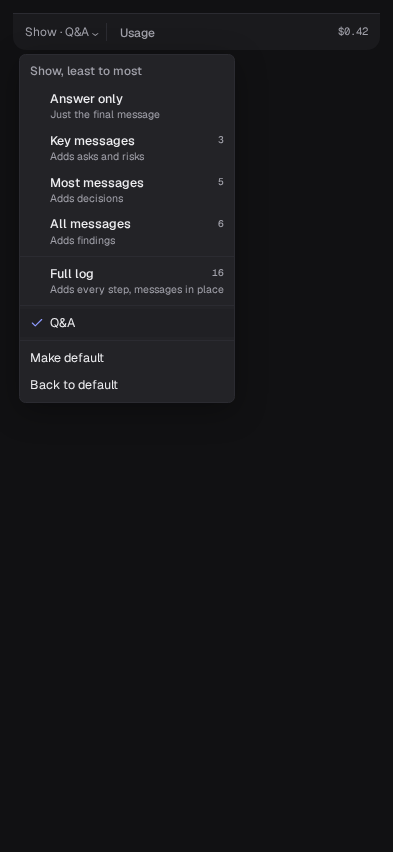 Show · Q&A Usage $0.42
Show, least to most
Answer only
Just the final message
Key messages 3
Adds asks and risks
Most messages 5
Adds decisions
All messages 6
Adds findings
Full log 16
Adds every step, messages in place
Q&A
Make default
Back to default